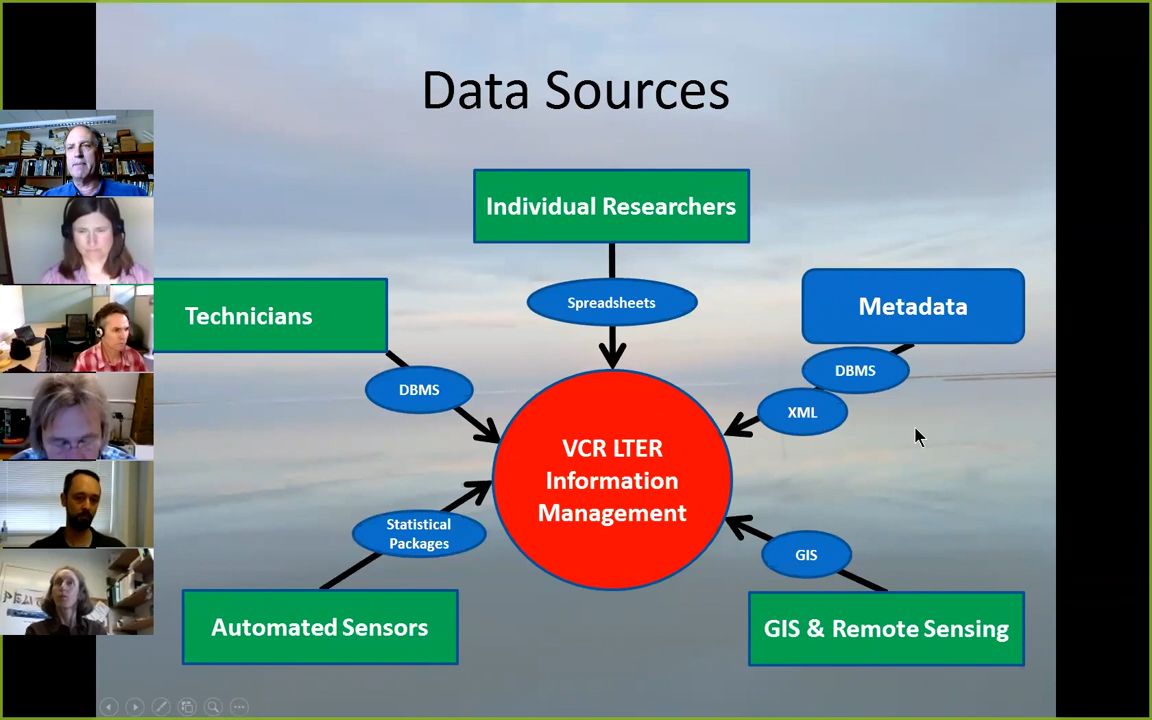 Data Sources
Individual Researchers
Spreadsheets
Technicians
DBMS
Metadata
DBMS
XML
VCR LTER
Information
Management
Statistical
Packages
GIS
Automated Sensors
GIS & Remote Sensing